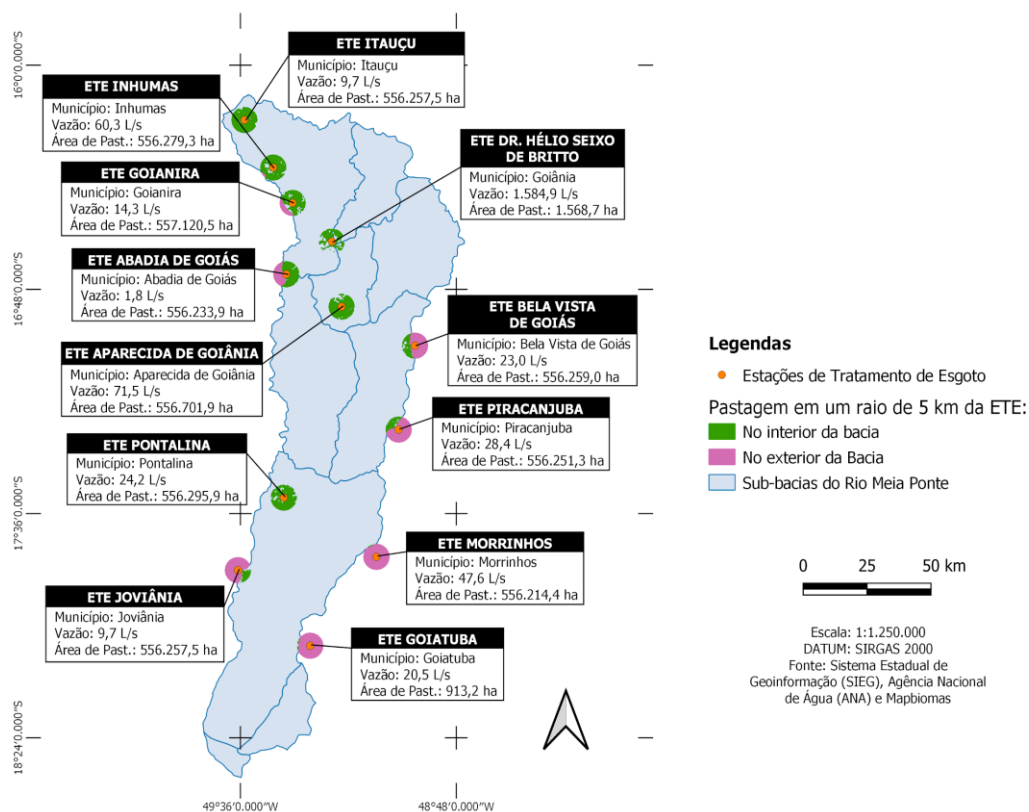 ETE ITAUÇU
Município: Itauçu
Vazão: 9,7 L/s
Área de Past.: 556.257,5 ha
ETE INHUMAS
Município: Inhumas
Vazão: 60,3 L/s
Área de Past.: 556.279,3 ha
ETE DR. HÉLIO SEIXO
DE BRITTO
Município: Goiânia
Vazão: 1.584,9 L/s
Área de Past.: 1.568,7 ha
ETE GOIANIRA
Município: Goianira
Vazão: 14,3 L/s
Área de Past.: 557.120,5 ha
ETE ABADIA DE GOIÁS
Município: Abadia de Goiás
Vazão: 1,8 L/s
Área de Past.: 556.233,9 ha
ETE BELA VISTA
DE GOIÁS
Município: Bela Vista de Goiás
Vazão: 23,0 L/s
Área de Past.: 556.259,0 ha
ETE APARECIDA DE GOIÂNIA
Município: Aparecida de Goiânia
Vazão: 71,5 L/s
Área de Past.: 556.701,9 ha
ETE PIRACANJUBA
Município: Piracanjuba
Vazão: 28,4 L/s
Área de Past.: 556.251,3 ha
ETE PONTALINA
Município: Pontalina
Vazão: 24,2 L/s
Área de Past.: 556.295,9 ha
ETE MORRINHOS
Município: Morrinhos
Vazão: 47,6 L/s
Área de Past.: 556.214,4 ha
ETE JOVIÂNIA
Município: Joviânia
Vazão: 9,7 L/s
Área de Past.: 556.257,5 ha
ETE GOIATUBA
Município: Goiatuba
Vazão: 20,5 L/s
Área de Past.: 913,2 ha
16°0'0.000"S
16°48'0.000"S
17°36'0.000"S
18°24'0.000"S
49°36'0.000"W
48°48'0.000"W
Legendas
Estações de Tratamento de Esgoto
Pastagem em um raio de 5 km da ETE:
No interior da bacia
No exterior da Bacia
Sub-bacias do Rio Meia Ponte
0 25 50 km
Escala: 1:1.250.000
DATUM: SIRGAS 2000
Fonte: Sistema Estadual de
Geoinformação (SIEG), Agência Nacional
de Água (ANA) e Mapbiomas